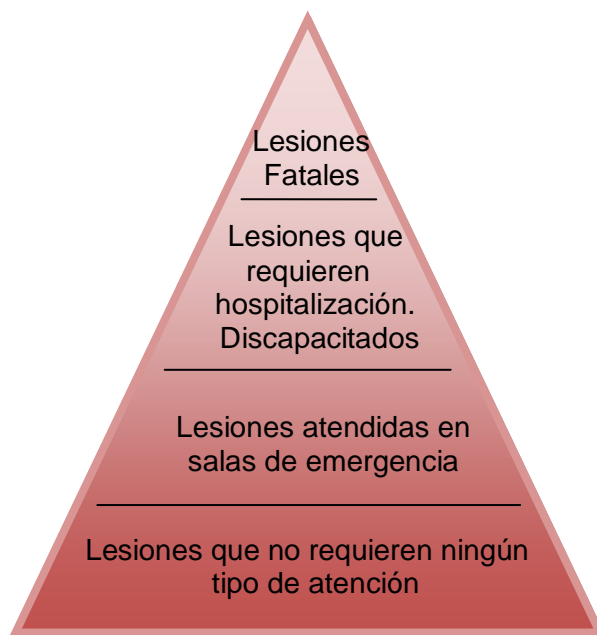 Lesiones
Fatales
Lesiones que
requieren
hospitalización.
Discapacitados
Lesiones atendidas en
salas de emergencia
Lesiones que no requieren ningún
tipo de atención